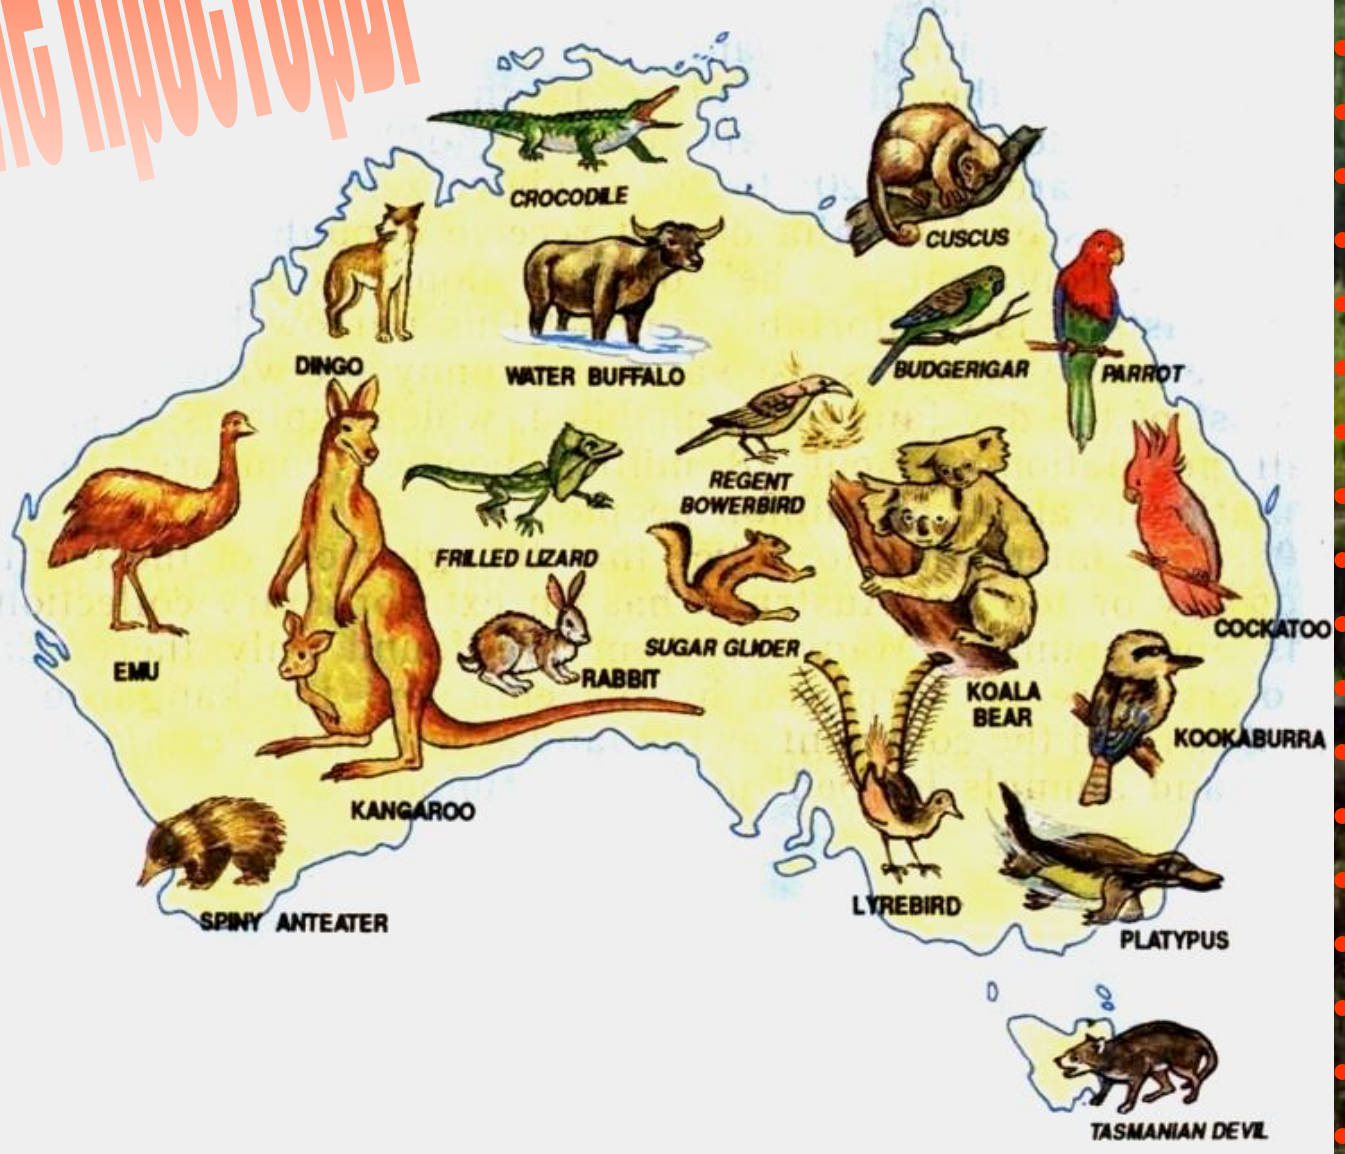 просторы
CROCODILE
CUSCUS
DINGO
WATER BUFFALO
BUDGERIGAR
PARROT
REGENT
BOWERBIRD
FRILLED LIZARD
COCKATOO
EMU
RABBIT
SUGAR GLIDER
KOALA
BEAR
KOOKABURRA
KANGAROO
LYREBIRD
SPINY ANTEATER
PLATYPUS
TASMANIAN DEVIL